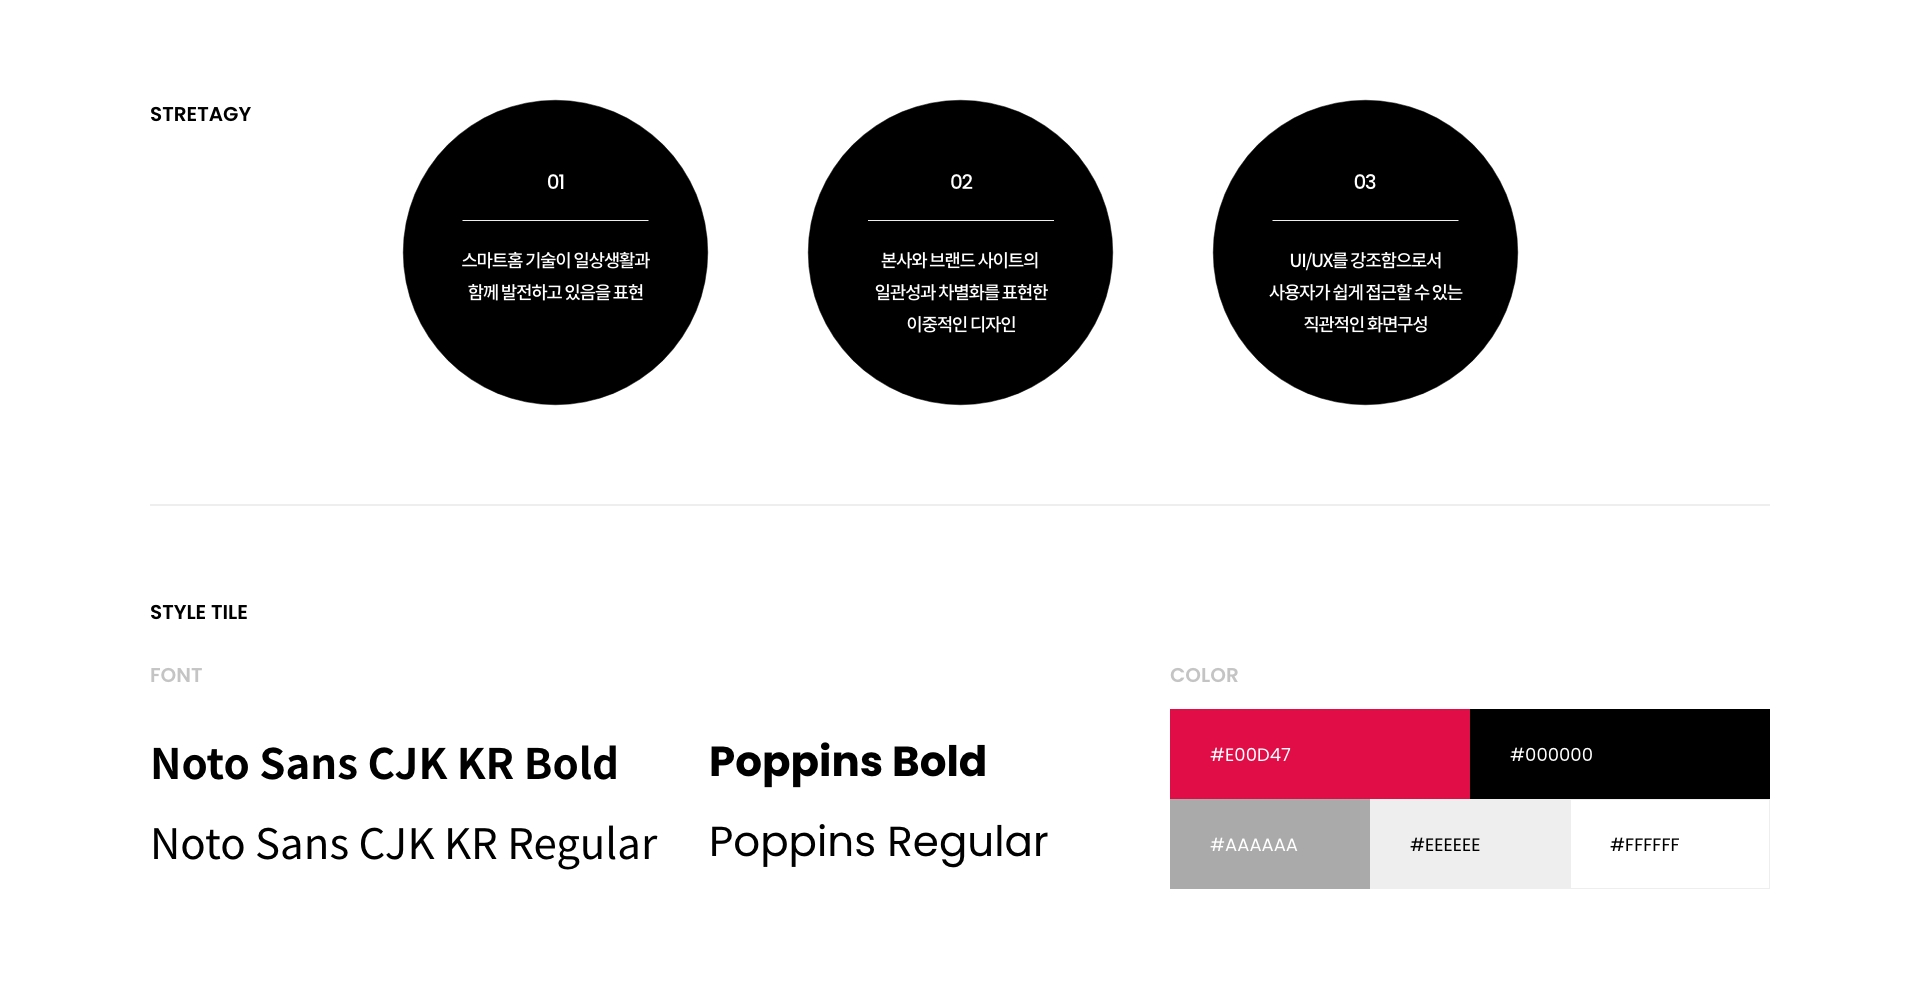 STRETAGY
01
스마트홈 기술이 일상생활과
함께 발전하고 있음을 표현
02
본사와 브랜드 사이트의
일관성과 차별화를 표현한
이중적인 디자인
03
UI/UX를 강조함으로서
사용자가 쉽게 접근할 수 있는
직관적인 화면구성
STYLE TILE
FONT
Noto Sans CJK KR Bold
Noto Sans CJK KR Regular
Poppins Bold
Poppins Regular
COLOR
#E00D47
#000000
#AAAAAA
#EEEEEE
#FFFFFF